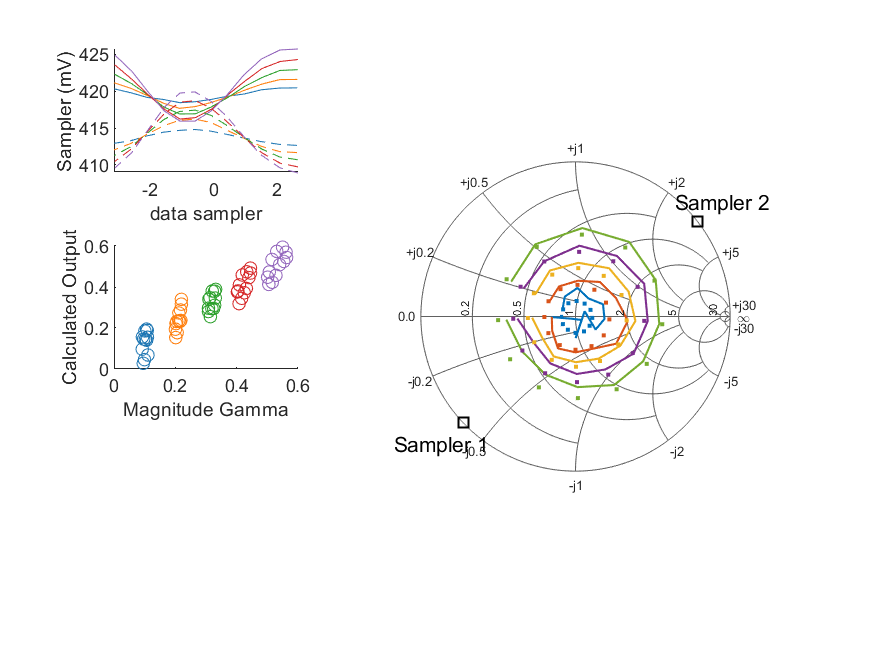 425
420
415
410
Sampler (mV)
-2
0
2
data sampler
0.6
0.4
0.2
0
Calculated Output
0
0.2
0.4
0.6
Magnitude Gamma
+j1
+j0.5
+j2
Sampler 2
+j0.2
+j5
0.0
0.2
0.5
1
2
5
30
+j30
∞
-j30
-j0.2
-j5
Sampler 1
-j0.5
-j2
-j1